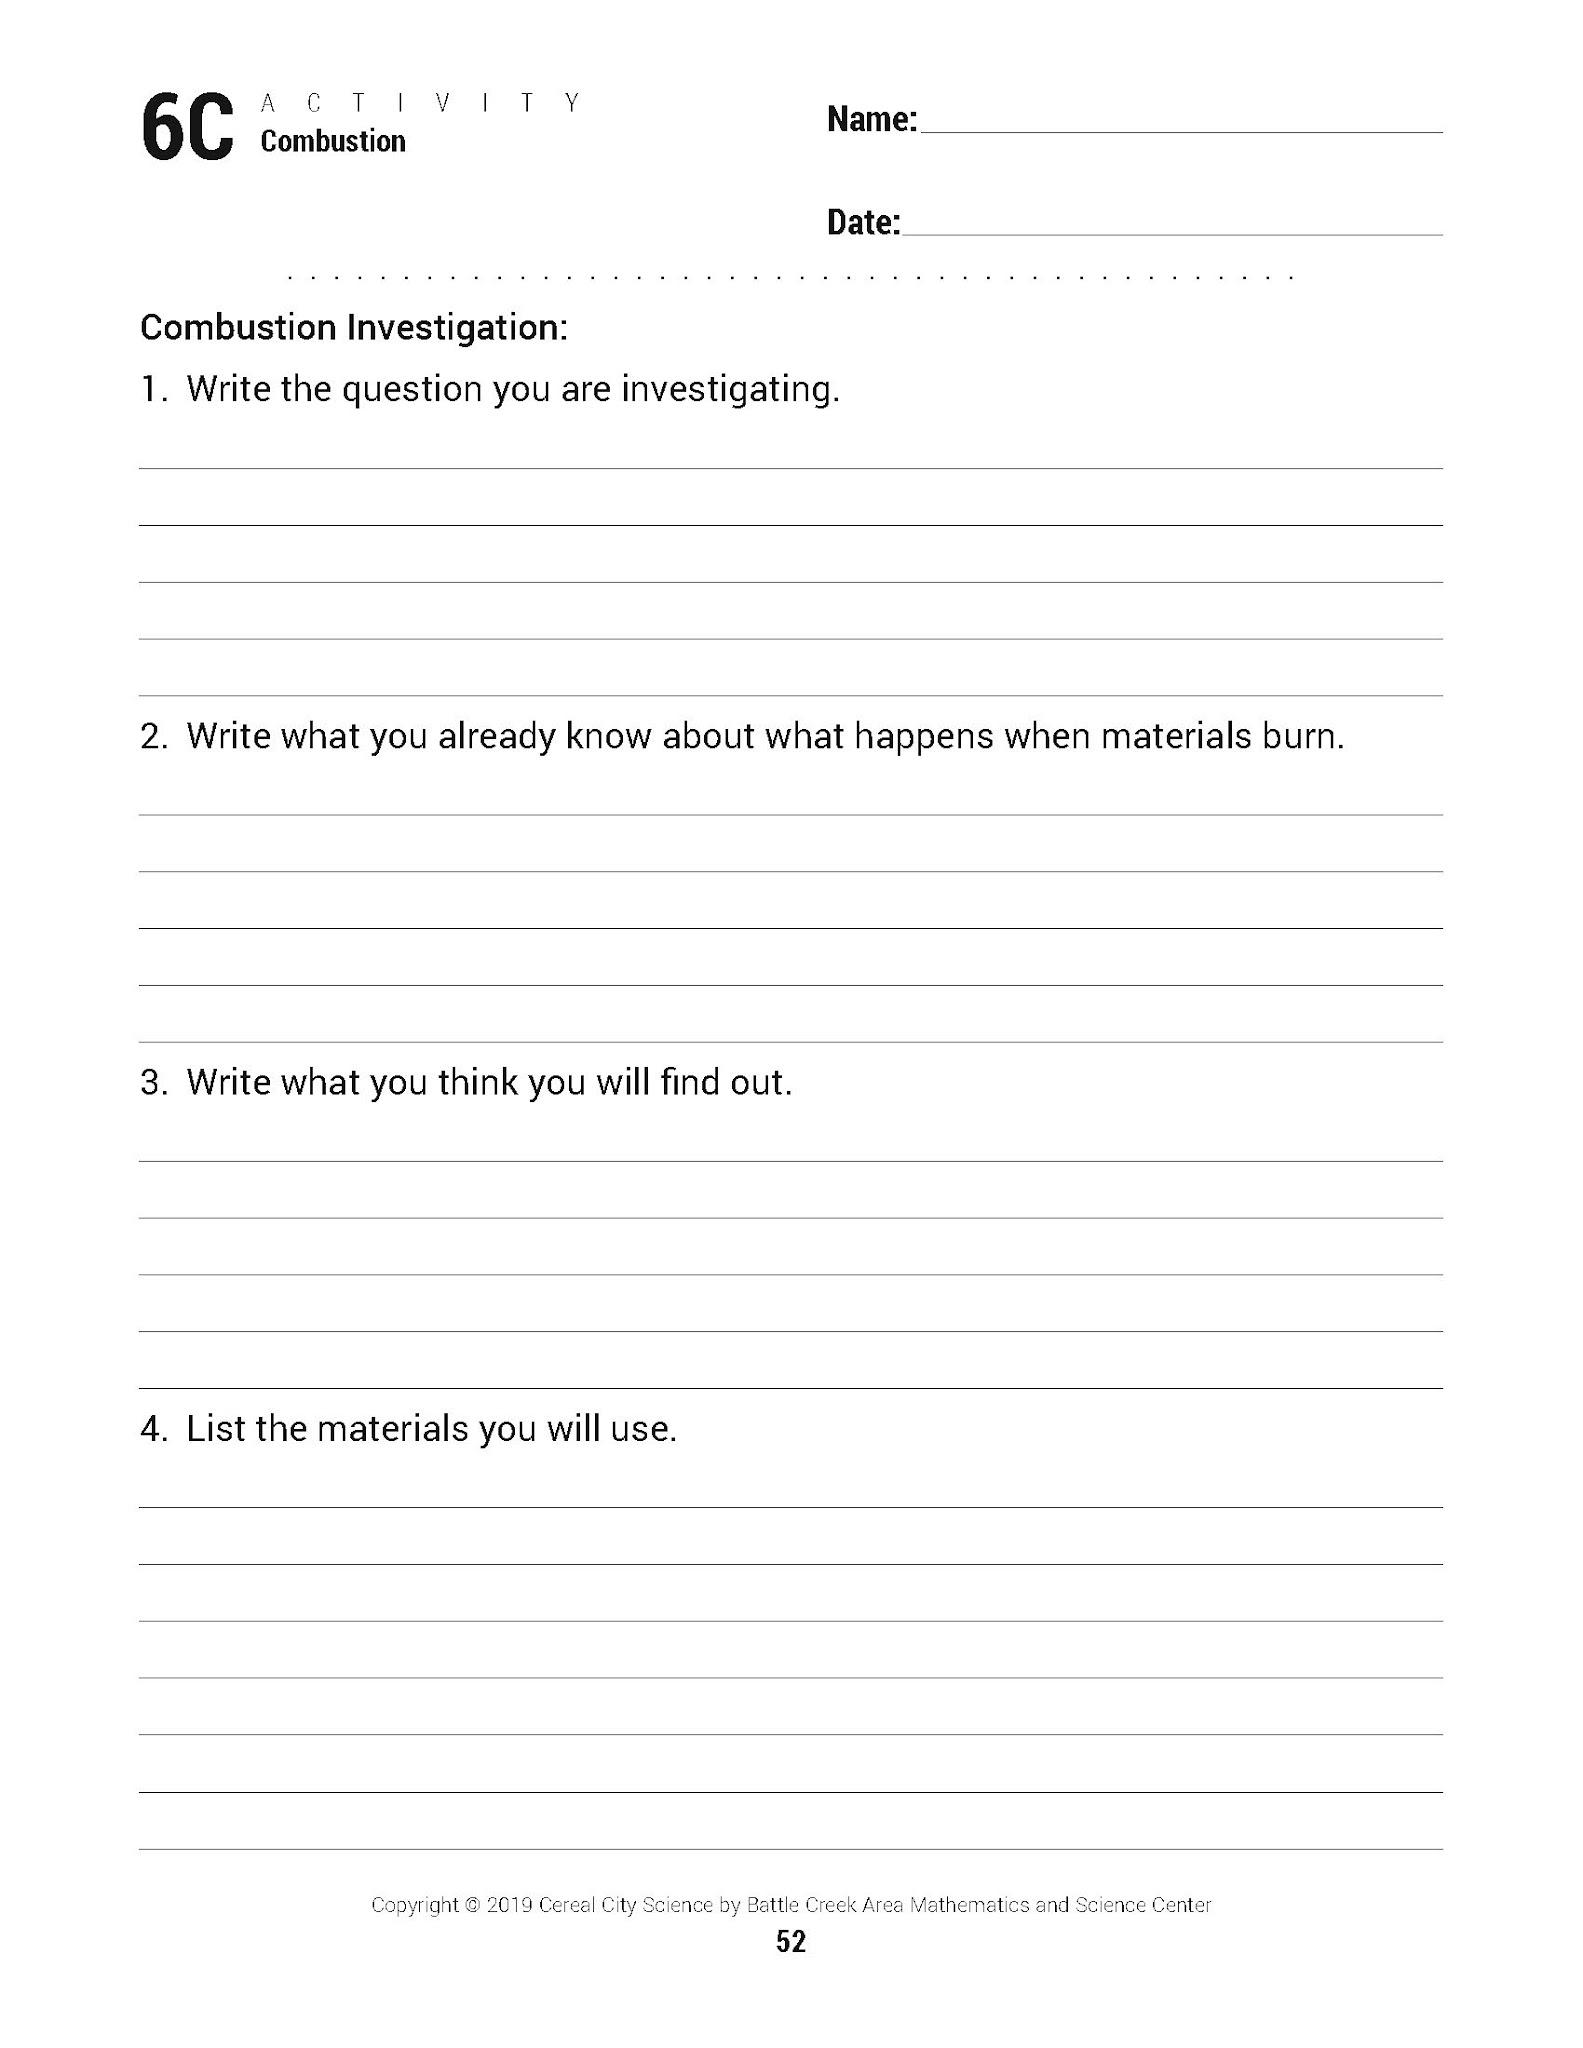 6C ACTIVITY
Combustion
Name:
Date:
Combustion Investigation:
1. Write the question you are investigating.
2. Write what you already know about what happens when materials burn.
3. Write what you think you will find out.
4. List the materials you will use.
Copyright © 2019 Cereal City Science by Battle Creek Area Mathematics and Science Center
52